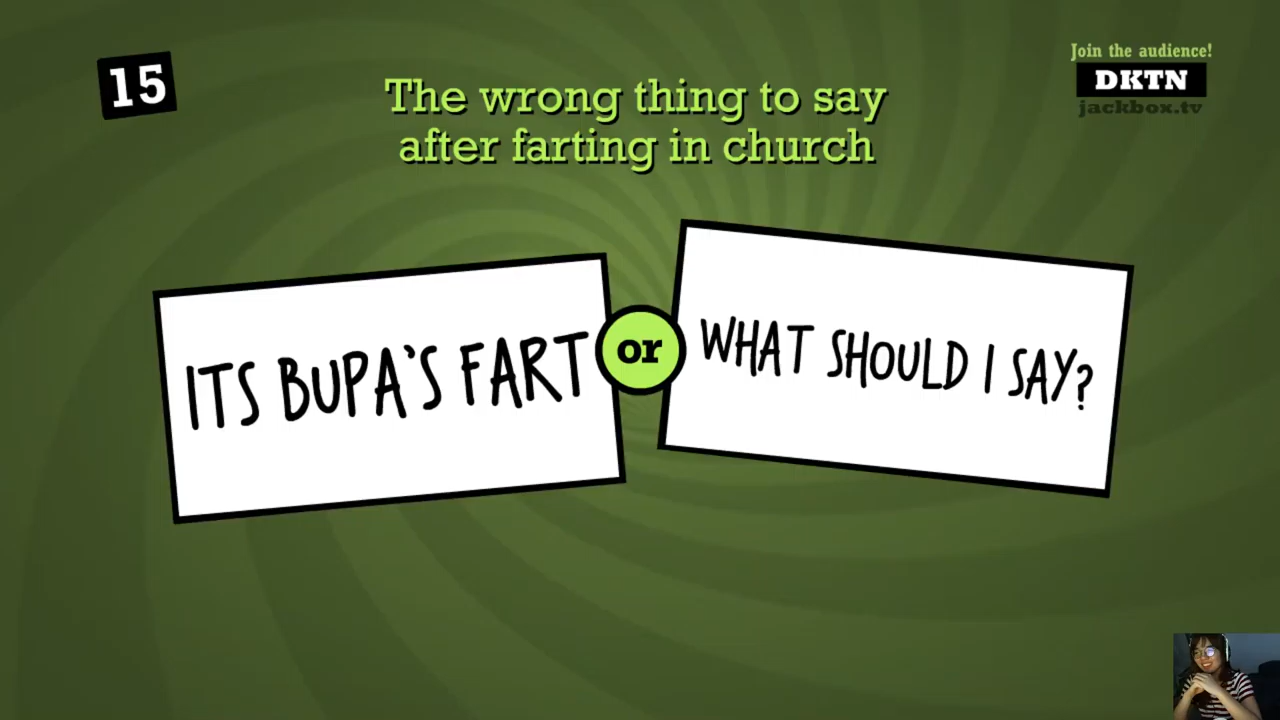 15
The wrong thing to say
after farting in church
Join the audience!
DKTN
jackbox.tv
ITS BUPA'S FART
or
WHAT SHOULD I SAY?